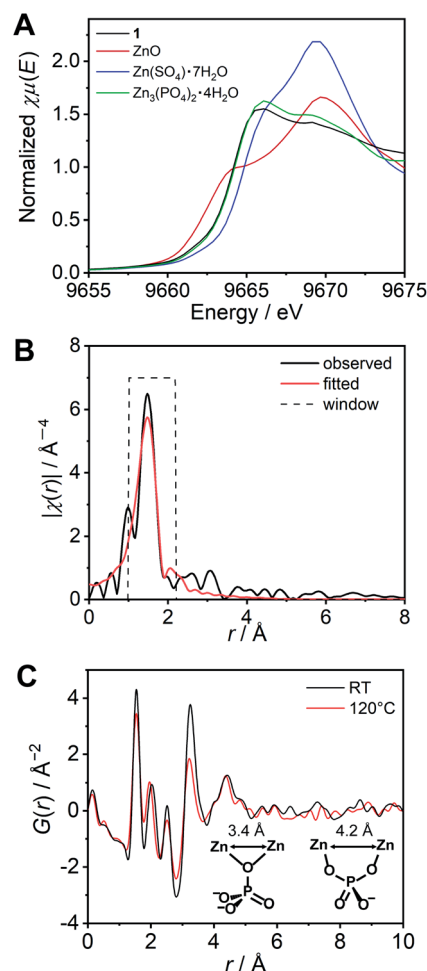 A
1
ZnO
Zn(SO₄)·7H₂O
Zn₃(PO₄)₂·4H₂O
Normalized χμ(E)
2.0
1.5
1.0
0.5
0.0
9655 9660 9665 9670 9675
Energy / eV
B
observed
fitted
window
|χ(r)| / Å⁻⁴
8
6
4
2
0
0 2 4 6 8
r / Å
C
RT
120°C
G(r) / Å⁻²
4
2
0
-2
-4
3.4 Å 4.2 Å
Zn Zn Zn Zn
O O O
P P
⁻O O O O⁻
⁻O
0 2 4 6 8 10
r / Å